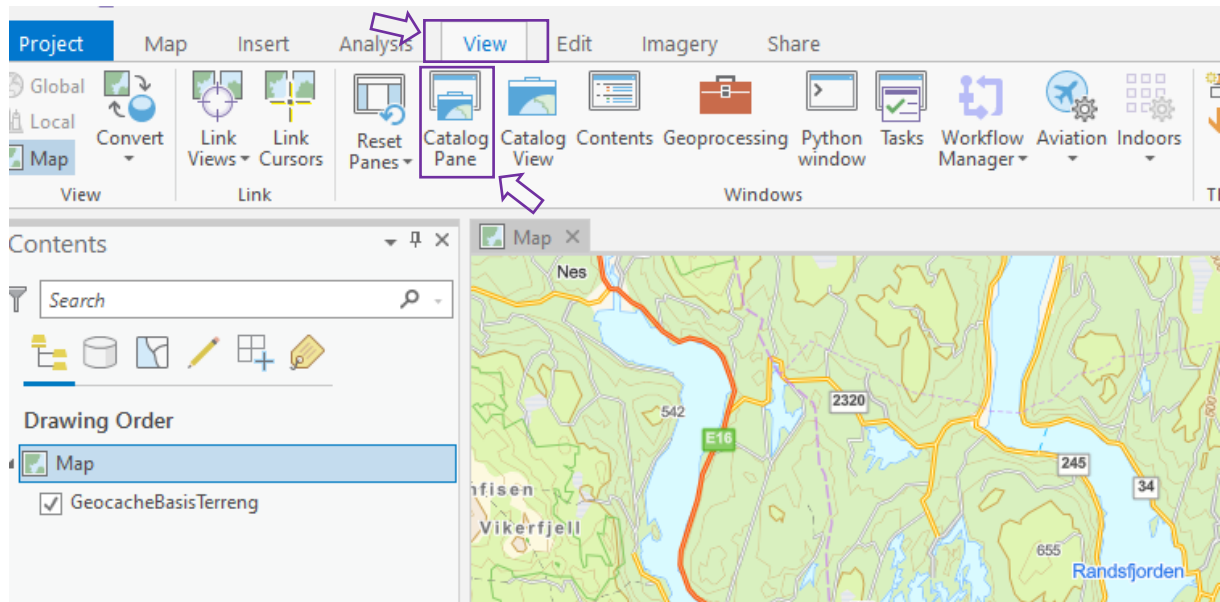 Project Map Insert Analysis View Edit Imagery Share
Global
Local
Map
Convert
Link Views
Link Cursors
Reset Panes
Catalog Pane
Catalog View
Contents
Geoprocessing
Python window
Tasks
Workflow Manager
Aviation
Indoors
View Link Windows
Contents
Search
Drawing Order
Map
GeocacheBasisTerreng
Map
Nes
542
2320
E16
245
34
Vikerfjell
655
Randsfjorden